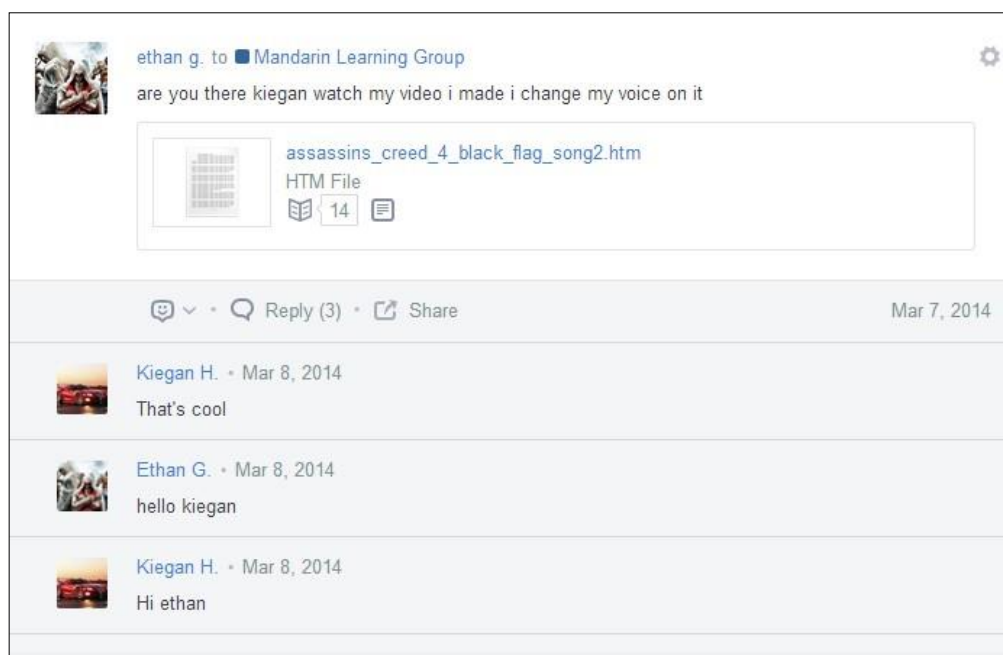 ethan g. to Mandarin Learning Group
are you there kiegan watch my video i made i change my voice on it
assassins_creed_4_black_flag_song2.htm
HTM File
14
Reply (3) • Share
Mar 7, 2014
Kiegan H. • Mar 8, 2014
That's cool
Ethan G. • Mar 8, 2014
hello kiegan
Kiegan H. • Mar 8, 2014
Hi ethan